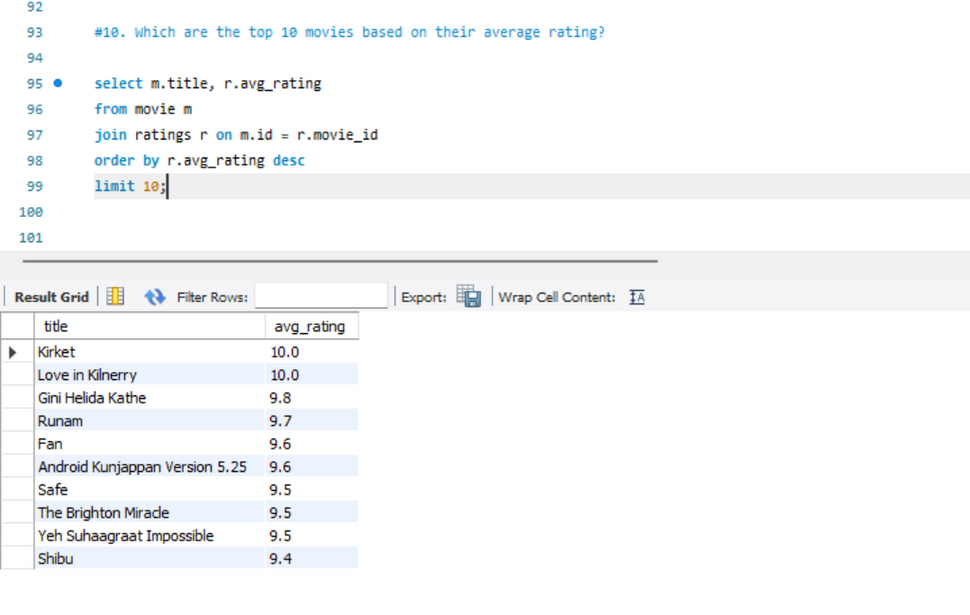 92
93 #10. Which are the top 10 movies based on their average rating?
94
95 select m.title, r.avg_rating
96 from movie m
97 join ratings r on m.id = r.movie_id
98 order by r.avg_rating desc
99 limit 10;
100
101
Result Grid Filter Rows: Export: Wrap Cell Content: IA
title avg_rating
Kirket 10.0
Love in Kilnerry 10.0
Gini Helida Kathe 9.8
Runam 9.7
Fan 9.6
Android Kunjappan Version 5.25 9.6
Safe 9.5
The Brighton Miracle 9.5
Yeh Suhaagraat Impossible 9.5
Shibu 9.4